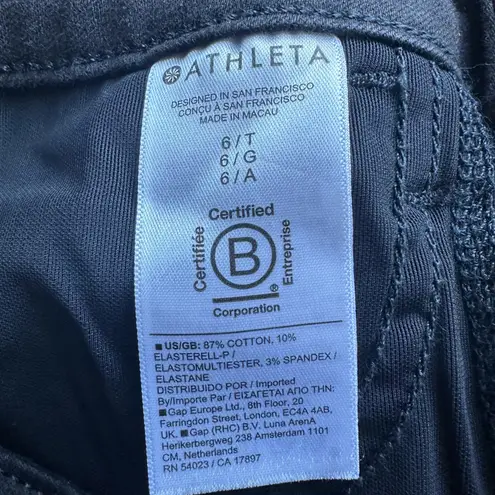 ATHLETA
DESIGNED IN SAN FRANCISCO
CONÇU À SAN FRANCISCO
MADE IN MACAU
6 / T
6 / G
6 / A
Certified
Certifiée
B
Entreprise
®
Corporation
■ US/GB: 87% COTTON, 10%
ELASTERELL-P /
ELASTOMULTIESTER, 3% SPANDEX /
ELASTANE
DISTRIBUIDO POR / Imported
By/Importe Par / ΕΙΣΑΓΕΤΑΙ ΑΠΟ ΤΗΝ:
■ Gap Europe Ltd., 8th Floor, 20
Farringdon Street, London, EC4A 4AB,
UK. ■ Gap (RHC) B.V. Luna ArenA
Herikerbergweg 238 Amsterdam 1101
CM, Netherlands
RN 54023 / CA 17897